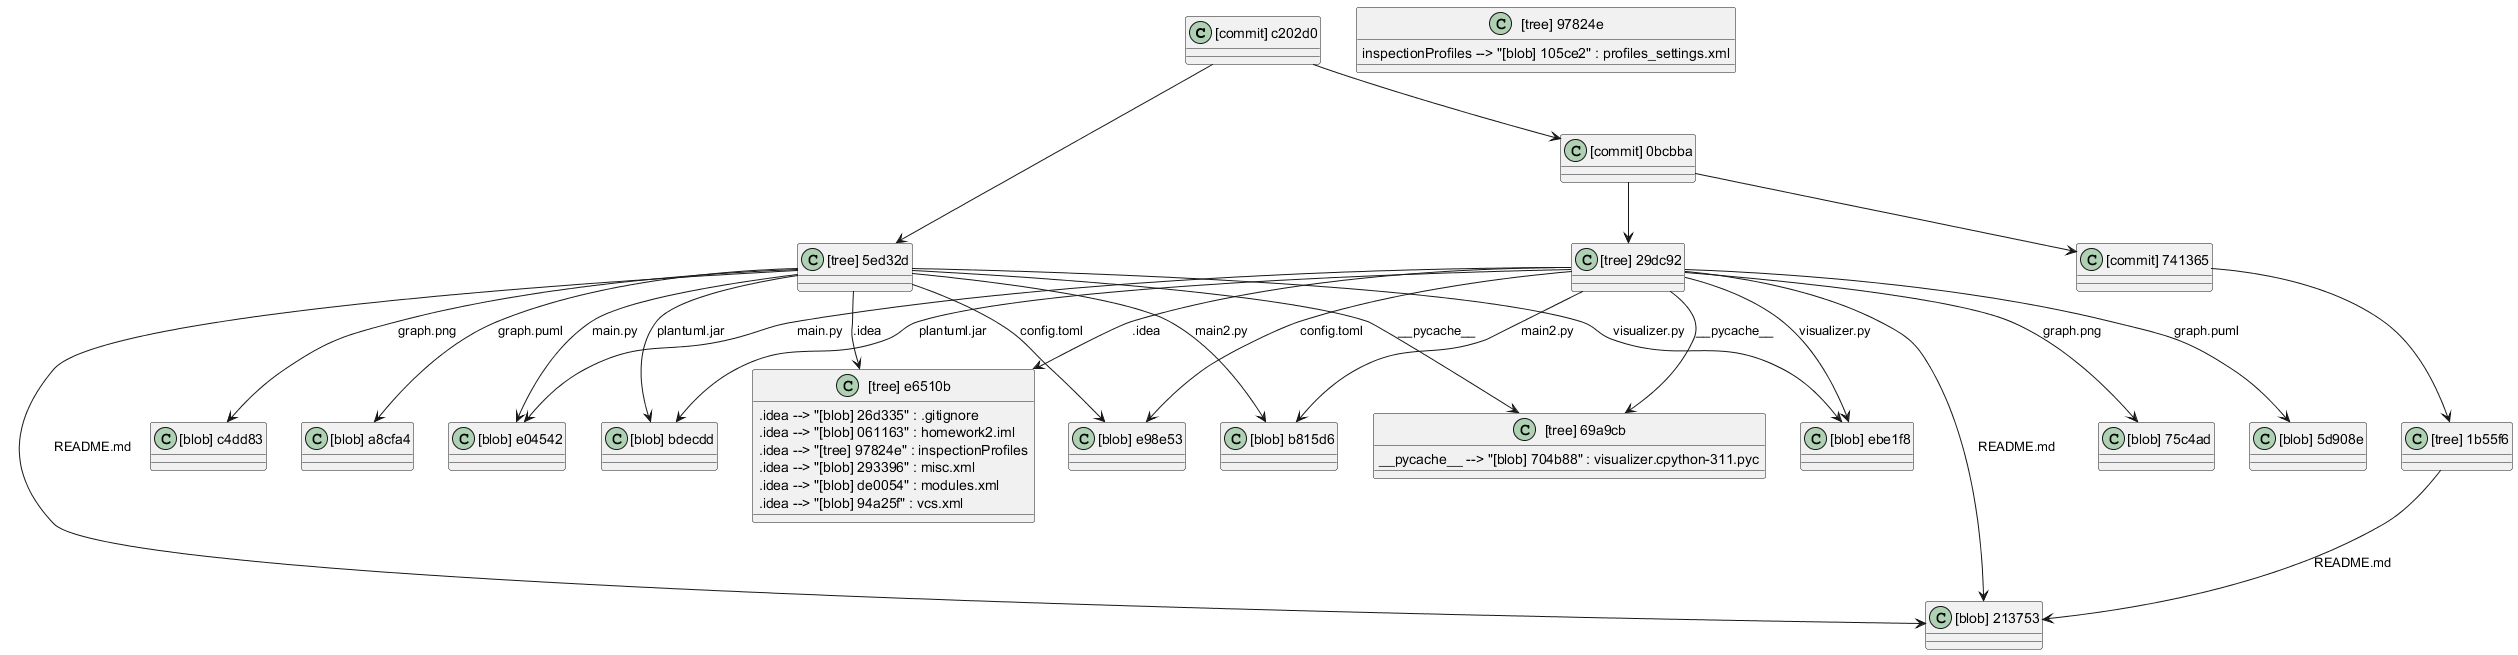 C [commit] c202d0
C [tree] 97824e
inspectionProfiles --> "[blob] 105ce2" : profiles_settings.xml
C [commit] 0bcbba
C [tree] 5ed32d
C [tree] 29dc92
C [commit] 741365
graph.png
graph.puml
main.py
plantuml.jar
main.py
.idea
plantuml.jar
config.toml
.idea
main2.py
config.toml
__pycache__
main2.py
visualizer.py
__pycache__
visualizer.py
graph.png
graph.puml
README.md
C [blob] c4dd83
C [blob] a8cfa4
C [blob] e04542
C [blob] bdecdd
C [tree] e6510b
.idea --> "[blob] 26d335" : .gitignore
.idea --> "[blob] 061163" : homework2.iml
.idea --> "[tree] 97824e" : inspectionProfiles
.idea --> "[blob] 293396" : misc.xml
.idea --> "[blob] de0054" : modules.xml
.idea --> "[blob] 94a25f" : vcs.xml
C [blob] e98e53
C [blob] b815d6
C [tree] 69a9cb
__pycache__ --> "[blob] 704b88" : visualizer.cpython-311.pyc
C [blob] ebe1f8
README.md
C [blob] 75c4ad
C [blob] 5d908e
C [tree] 1b55f6
README.md
C [blob] 213753